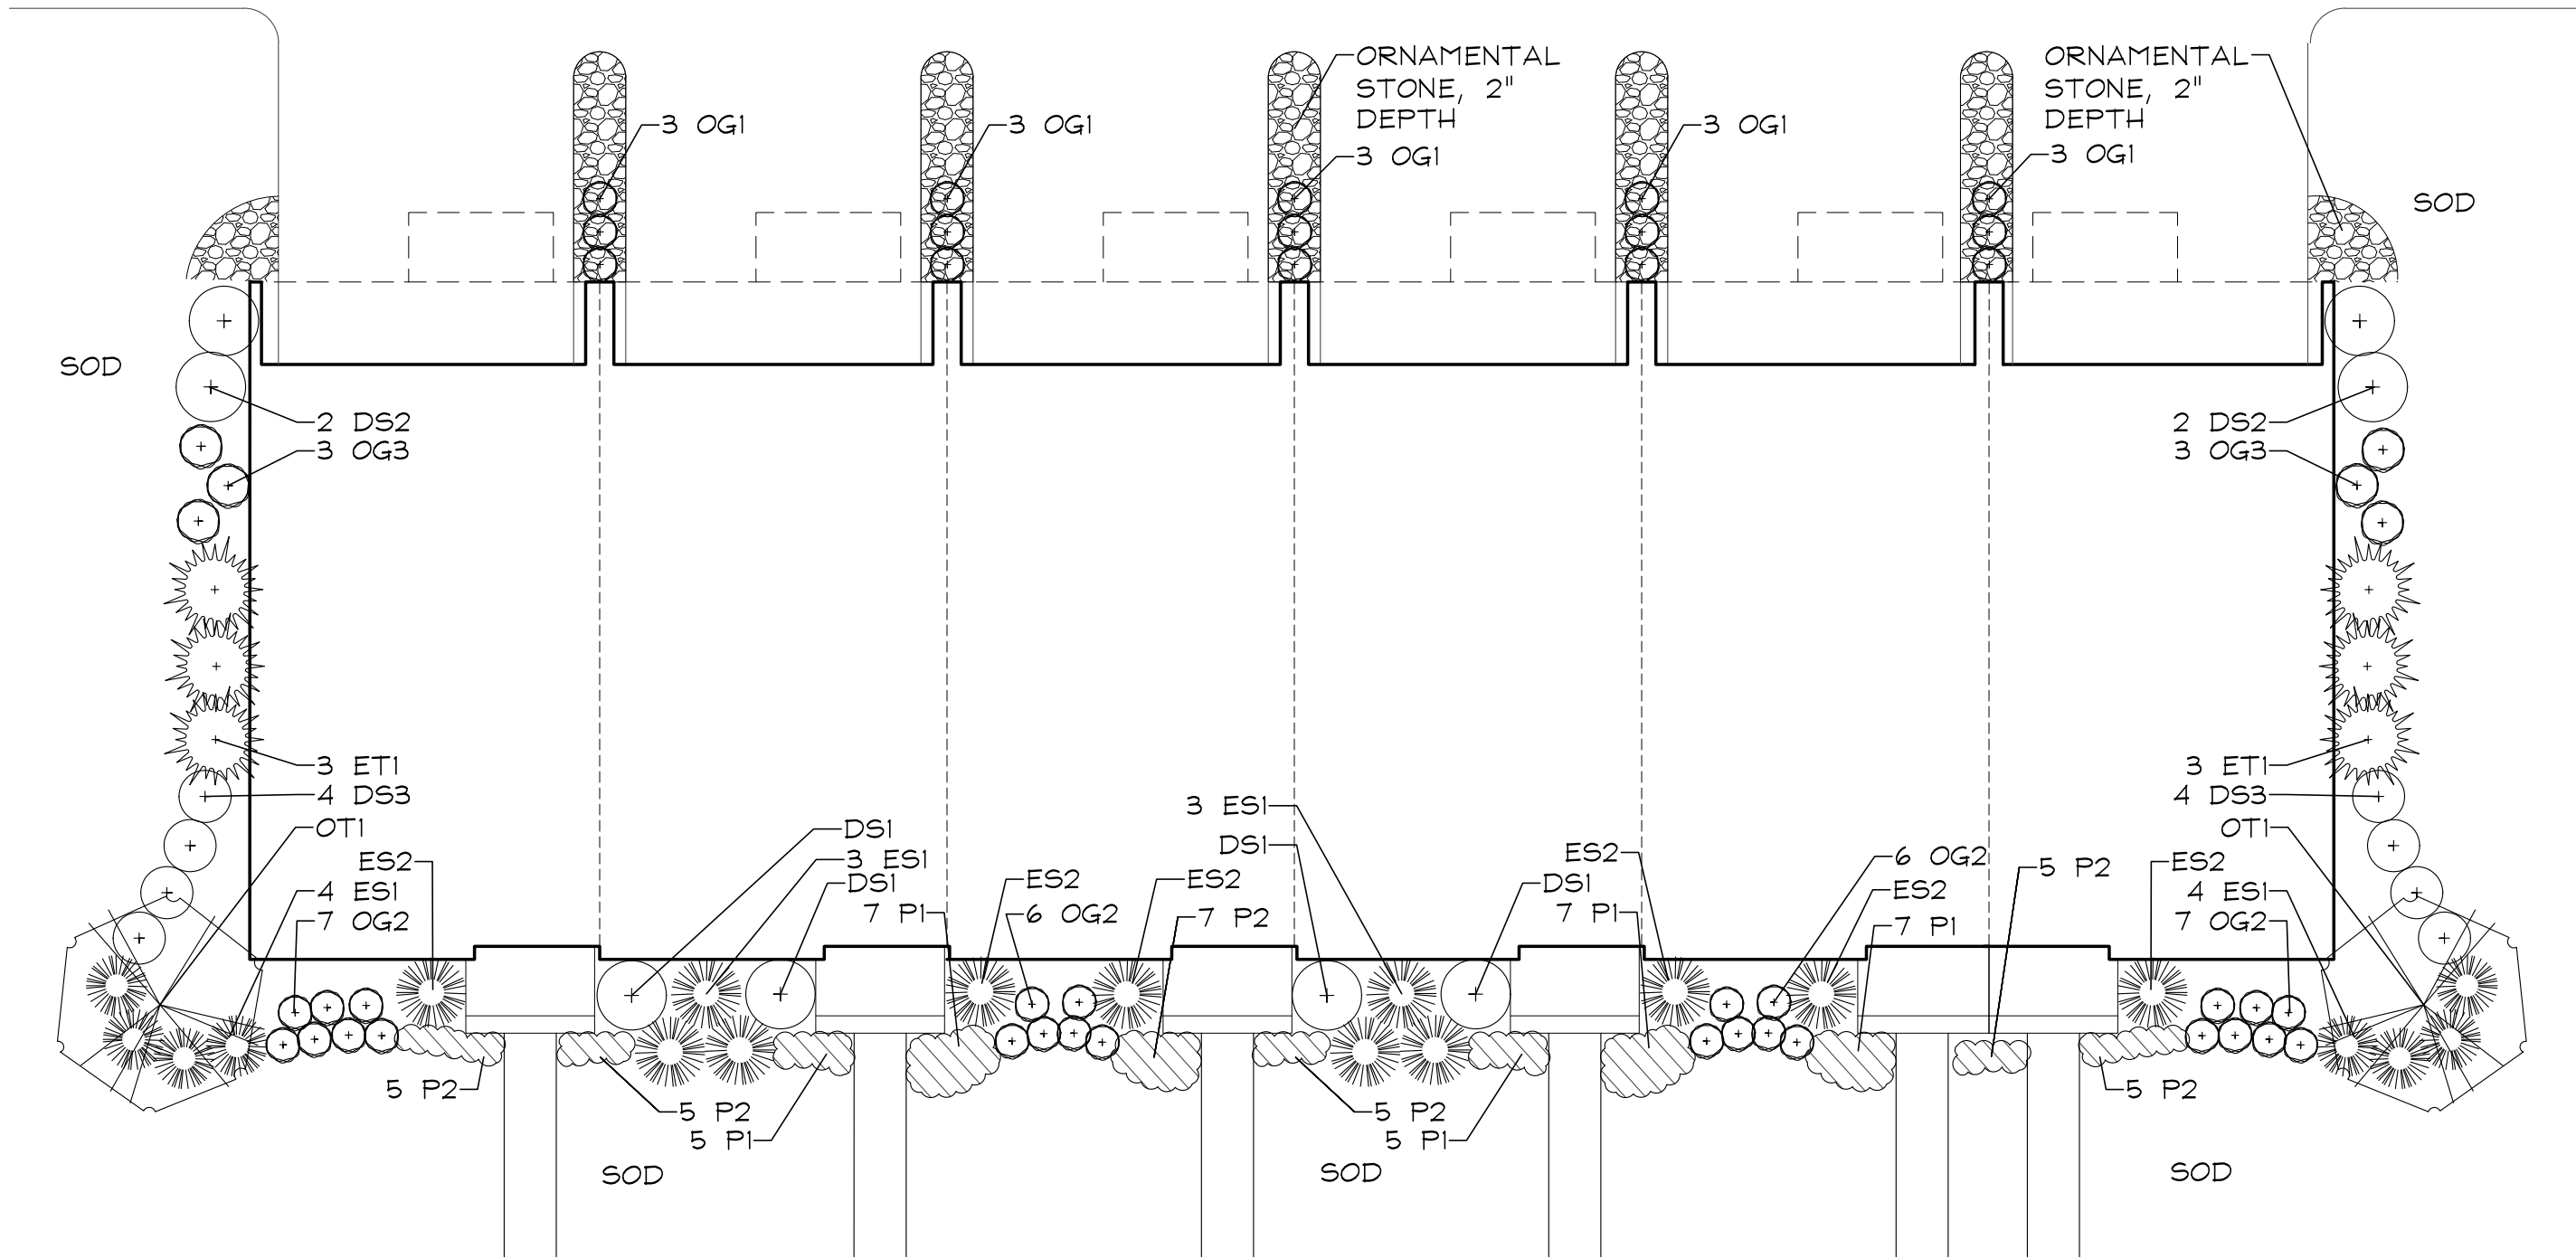 ORNAMENTAL
STONE, 2"
DEPTH
ORNAMENTAL
STONE, 2"
DEPTH
3 OG1
3 OG1
3 OG1
3 OG1
3 OG1
SOD
SOD
2 DS2
3 OG3
2 DS2
3 OG3
3 ET1
4 DS3
OT1
ES2
4 ES1
7 OG2
DS1
3 ES1
DS1
7 P1
ES2
6 OG2
3 ES1
DS1
ES2
7 P2
ES2
DS1
7 P1
6 OG2
ES2
7 P1
5 P2
3 ET1
4 DS3
OT1
ES2
4 ES1
7 OG2
5 P2
5 P2
5 P1
5 P2
5 P1
5 P2
SOD
SOD
SOD